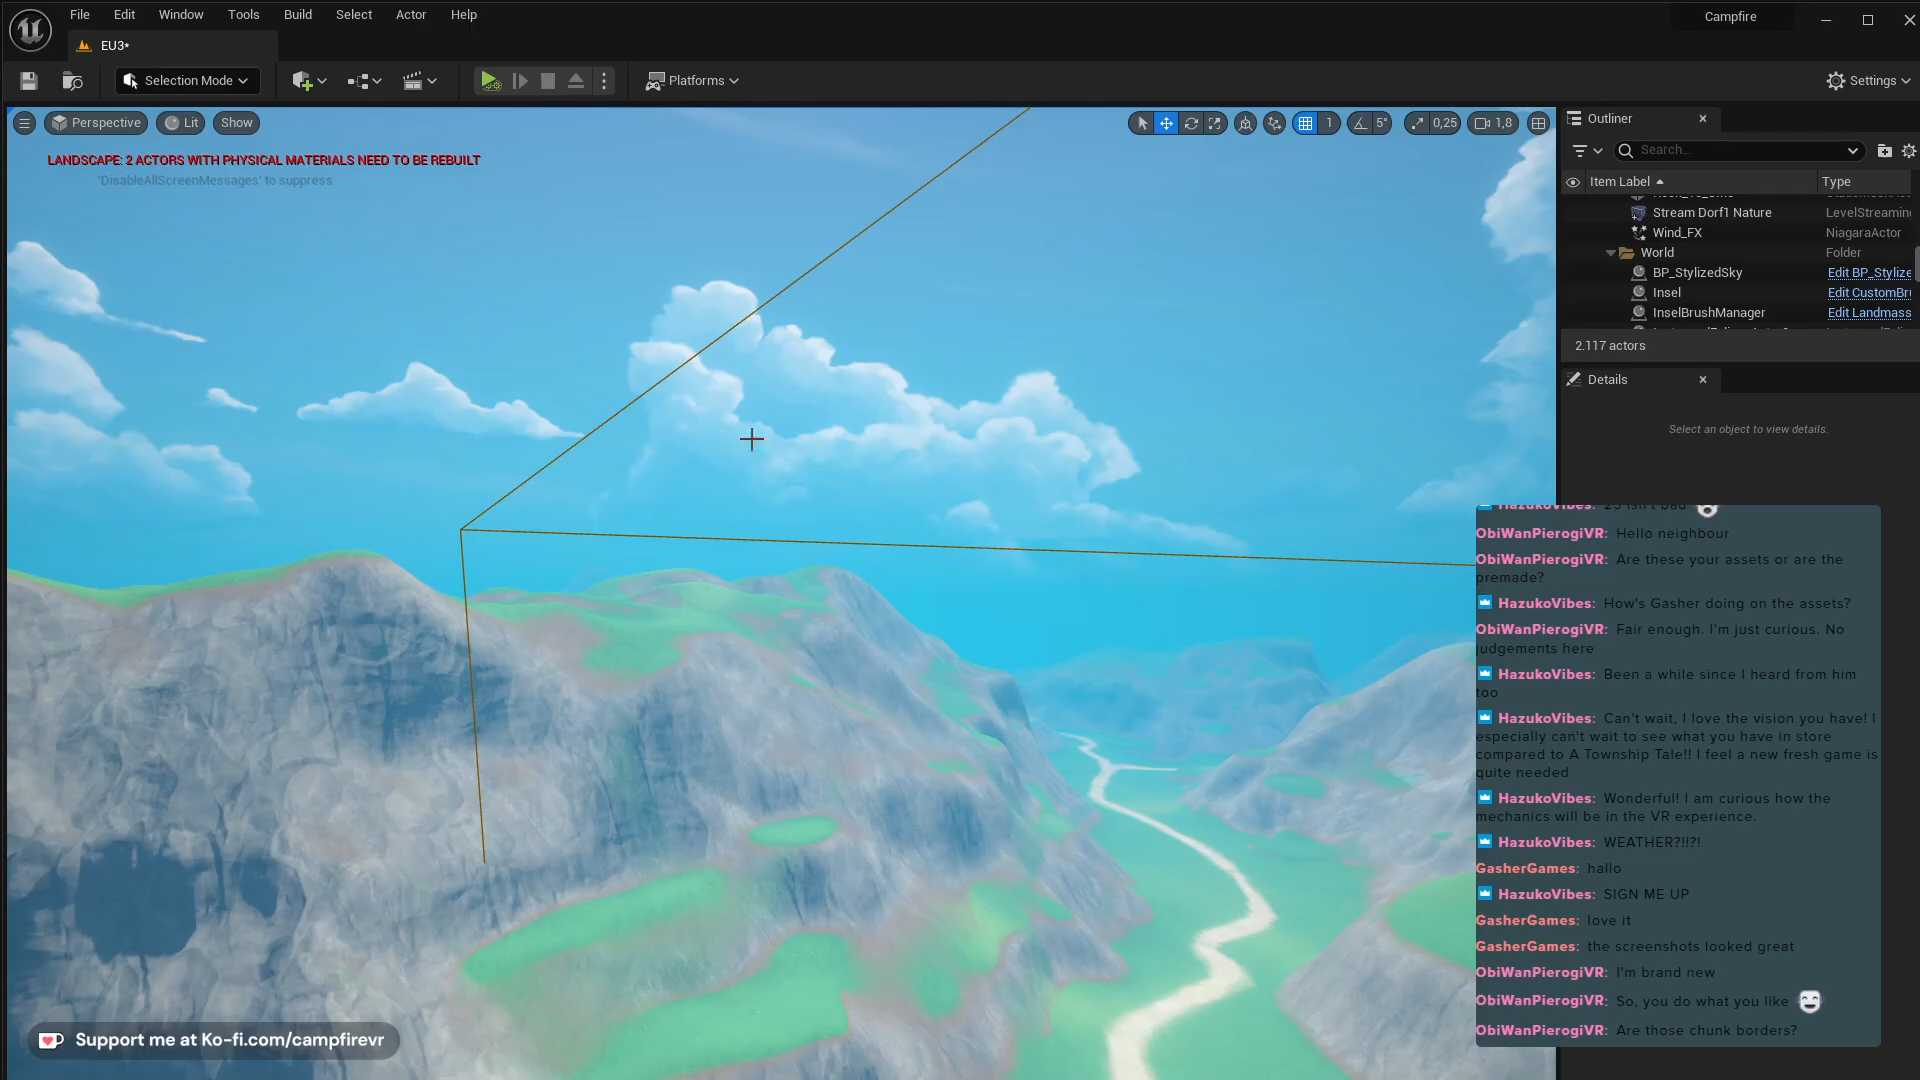 File Edit Window Tools Build Select Actor Help
Campfire
EU3*
Selection Mode
Platforms
Settings
Perspective Lit Show
1 5° 0,25 1,8
LANDSCAPE: 2 ACTORS WITH PHYSICAL MATERIALS NEED TO BE REBUILT
'DisableAllScreenMessages' to suppress
Outliner
Search...
Item Label Type
Stream Dorf1 Nature LevelStreaming
Wind_FX NiagaraActor
World Folder
BP_StylizedSky Edit BP_Stylize
Insel Edit CustomBru
InselBrushManager Edit Landmass
2.117 actors
Details
Select an object to view details.
HazukoVibes: 25 isn't bad
ObiWanPierogiVR: Hello neighbour
ObiWanPierogiVR: Are these your assets or are the
premade?
HazukoVibes: How's Gasher doing on the assets?
ObiWanPierogiVR: Fair enough. I'm just curious. No
judgements here
HazukoVibes: Been a while since I heard from him
too
HazukoVibes: Can't wait, I love the vision you have! I
especially can't wait to see what you have in store
compared to A Township Tale!! I feel a new fresh game is
quite needed
HazukoVibes: Wonderful! I am curious how the
mechanics will be in the VR experience.
HazukoVibes: WEATHER?!!?!
GasherGames: hallo
HazukoVibes: SIGN ME UP
GasherGames: love it
GasherGames: the screenshots looked great
ObiWanPierogiVR: I'm brand new
ObiWanPierogiVR: So, you do what you like
ObiWanPierogiVR: Are those chunk borders?
Support me at Ko-fi.com/campfirevr